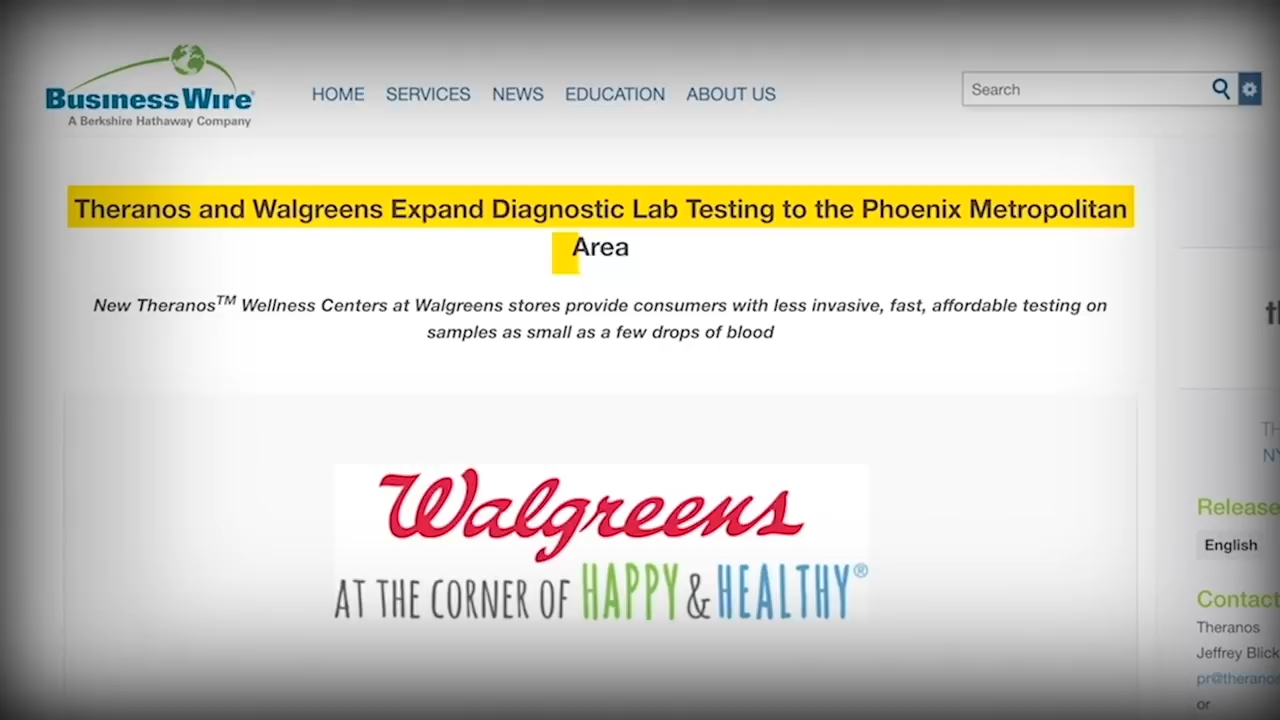 BusinessWire
A Berkshire Hathaway Company
HOME SERVICES NEWS EDUCATION ABOUT US
Search
Theranos and Walgreens Expand Diagnostic Lab Testing to the Phoenix Metropolitan
Area
New Theranos™ Wellness Centers at Walgreens stores provide consumers with less invasive, fast, affordable testing on
samples as small as a few drops of blood
Walgreens
AT THE CORNER OF HAPPY & HEALTHY®
Release
English
Contact
Theranos
Jeffrey Blick
or